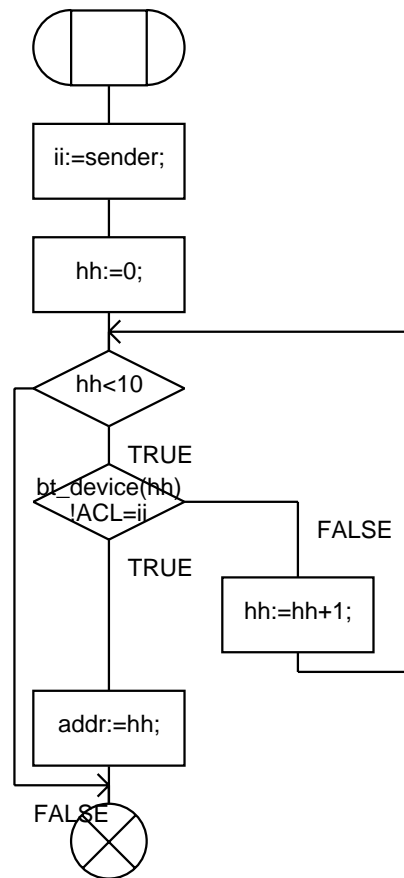 ii:=sender;
hh:=0;
hh<10
TRUE
bt_device(hh)
!ACL=ii
FALSE
TRUE
hh:=hh+1;
addr:=hh;
FALSE